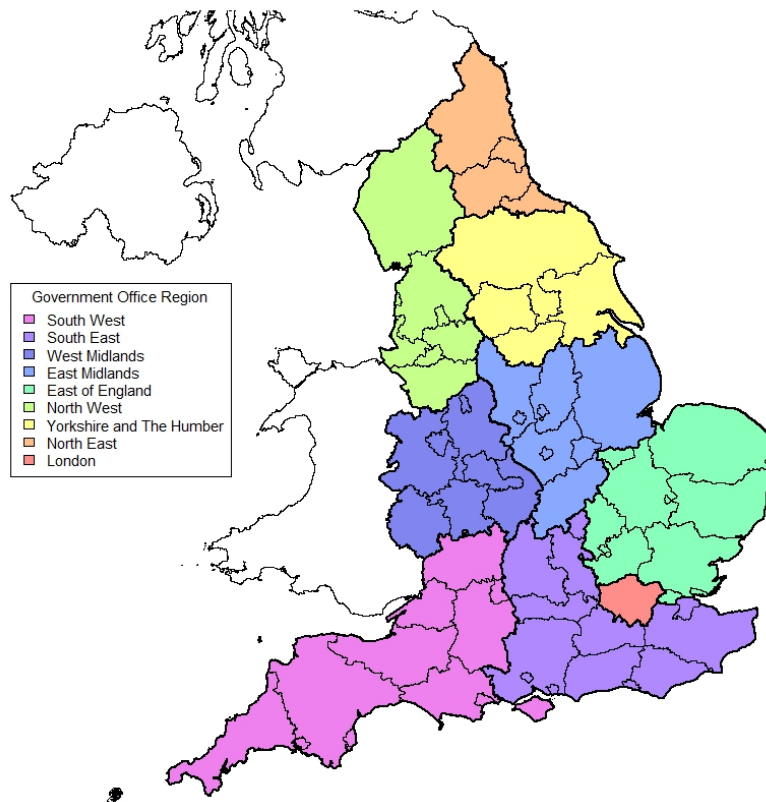 Government Office Region
South West
South East
West Midlands
East Midlands
East of England
North West
Yorkshire and The Humber
North East
London